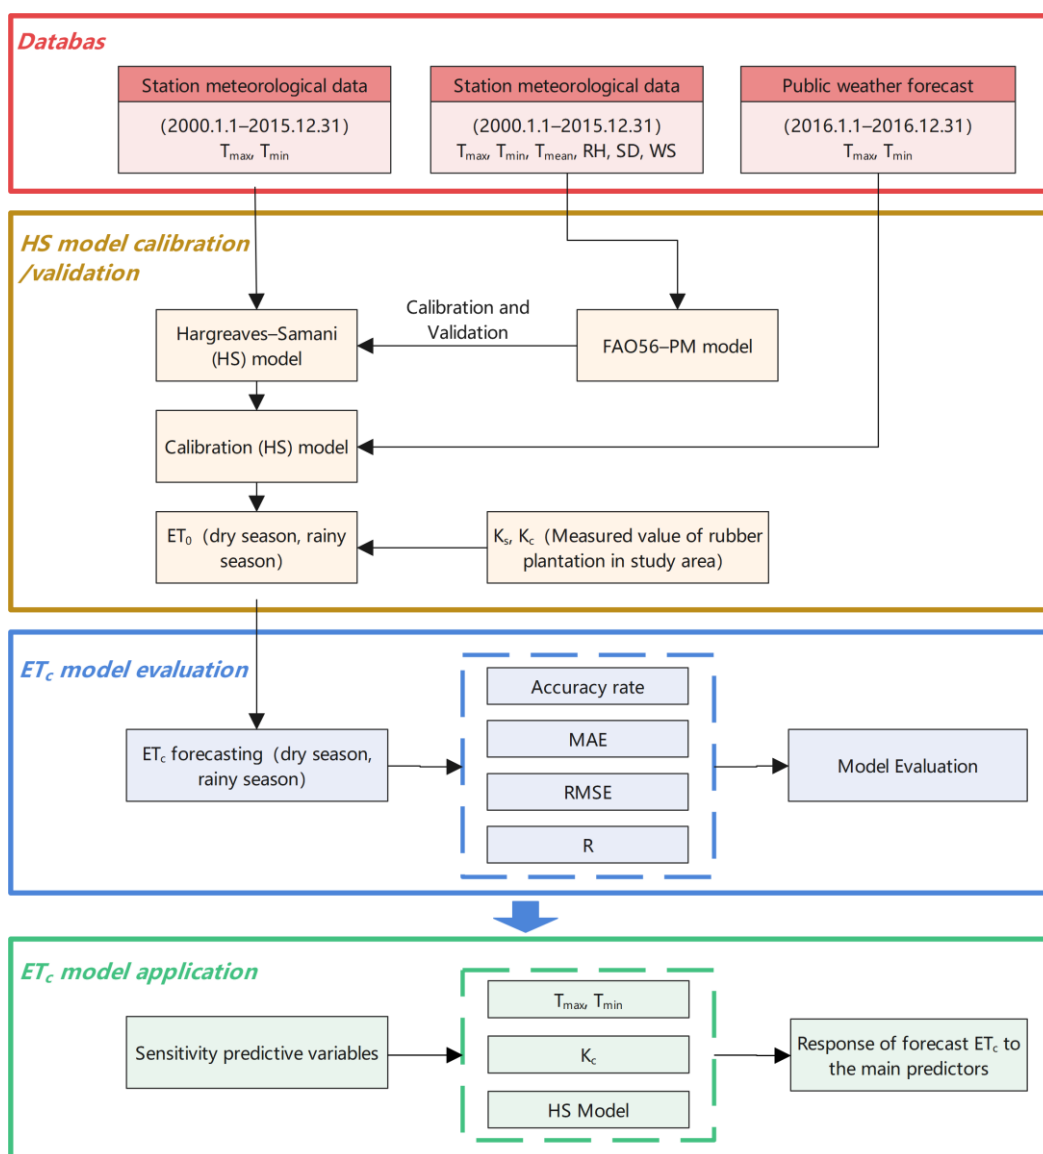 Databas
Station meteorological data
(2000.1.1–2015.12.31)
Tmax, Tmin
Station meteorological data
(2000.1.1–2015.12.31)
Tmax, Tmin, Tmean, RH, SD, WS
Public weather forecast
(2016.1.1–2016.12.31)
Tmax, Tmin
HS model calibration
/validation
Hargreaves–Samani
(HS) model
Calibration and
Validation
FAO56–PM model
Calibration (HS) model
ET0 (dry season, rainy
season)
Ks, Kc (Measured value of rubber
plantation in study area)
ETc model evaluation
ETc forecasting (dry season,
rainy season)
Accuracy rate
MAE
RMSE
R
Model Evaluation
ETc model application
Sensitivity predictive variables
Tmax, Tmin
Kc
HS Model
Response of forecast ETc to
the main predictors